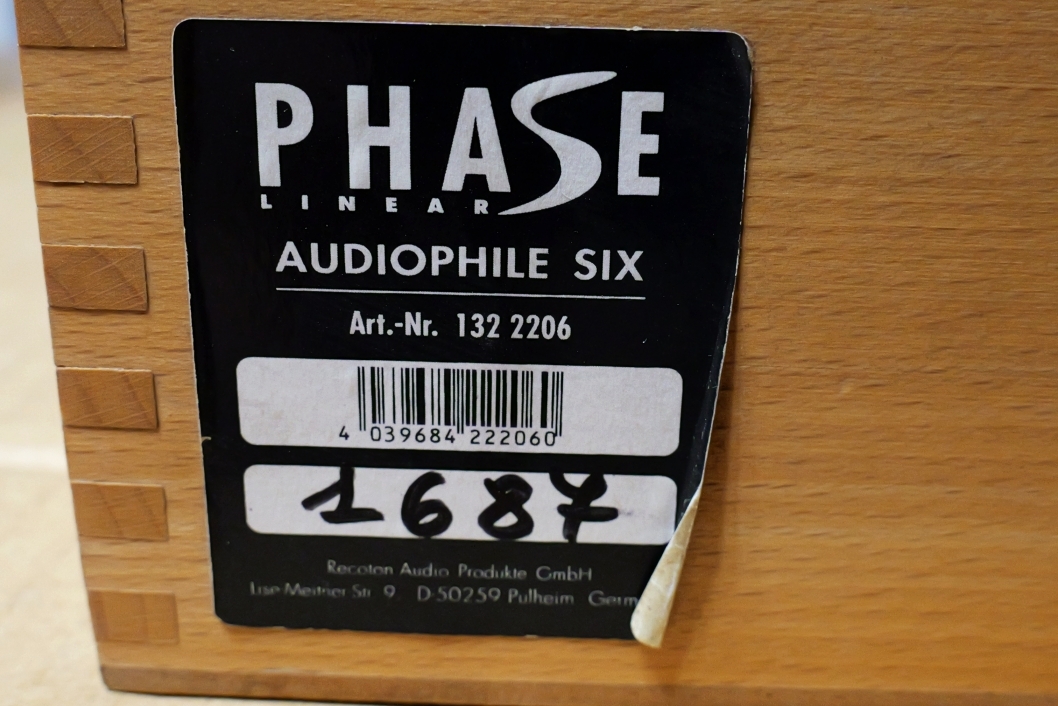 PHASE
LINEAR
AUDIOPHILE SIX
Art.-Nr. 132 2206
4 039684 222060
1687
Recoton Audio Produkte GmbH
Lise-Meitner Str. 9. D-50259 Pulheim Germ